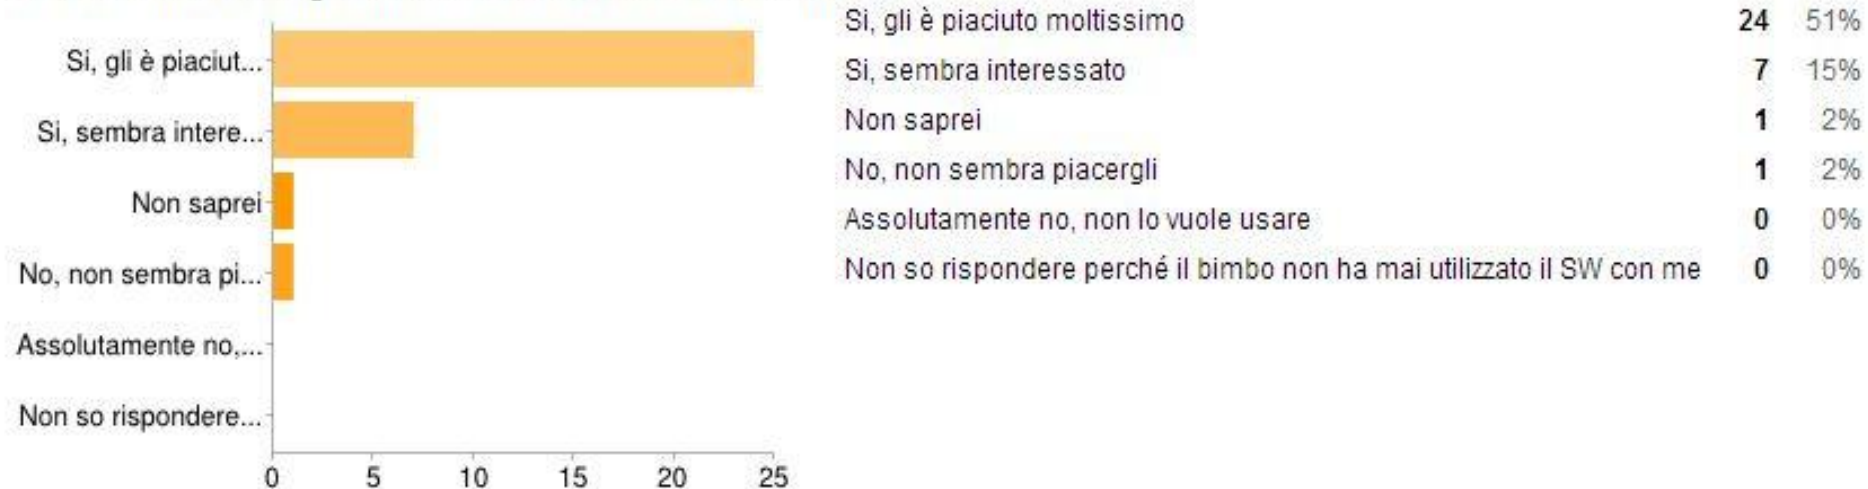 Si, gli è piaciut...
Si, sembra intere...
Non saprei
No, non sembra pi...
Assolutamente no,...
Non so rispondere...
0 5 10 15 20 25
Si, gli è piaciuto moltissimo 24 51%
Si, sembra interessato 7 15%
Non saprei 1 2%
No, non sembra piacergli 1 2%
Assolutamente no, non lo vuole usare 0 0%
Non so rispondere perché il bimbo non ha mai utilizzato il SW con me 0 0%